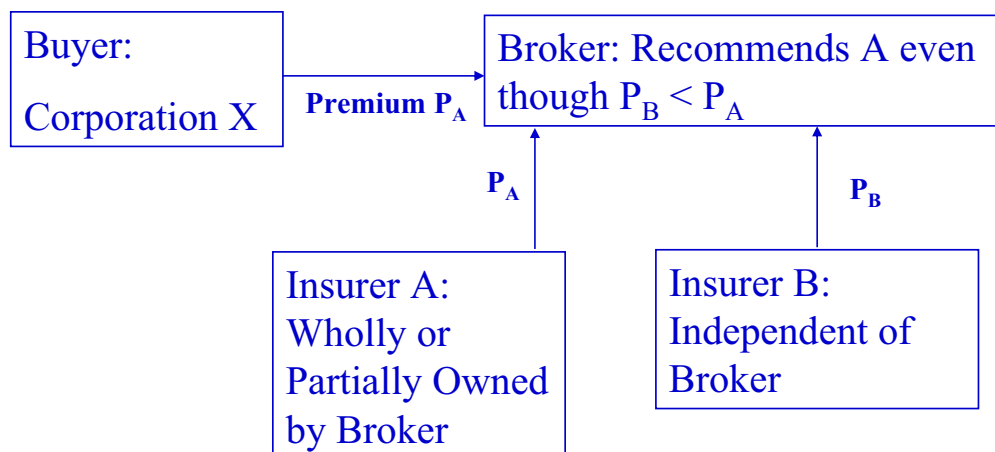 Buyer:
Corporation X
Broker: Recommends A even
though P_B < P_A
Premium P_A
P_A
P_B
Insurer A:
Wholly or
Partially Owned
by Broker
Insurer B:
Independent of
Broker